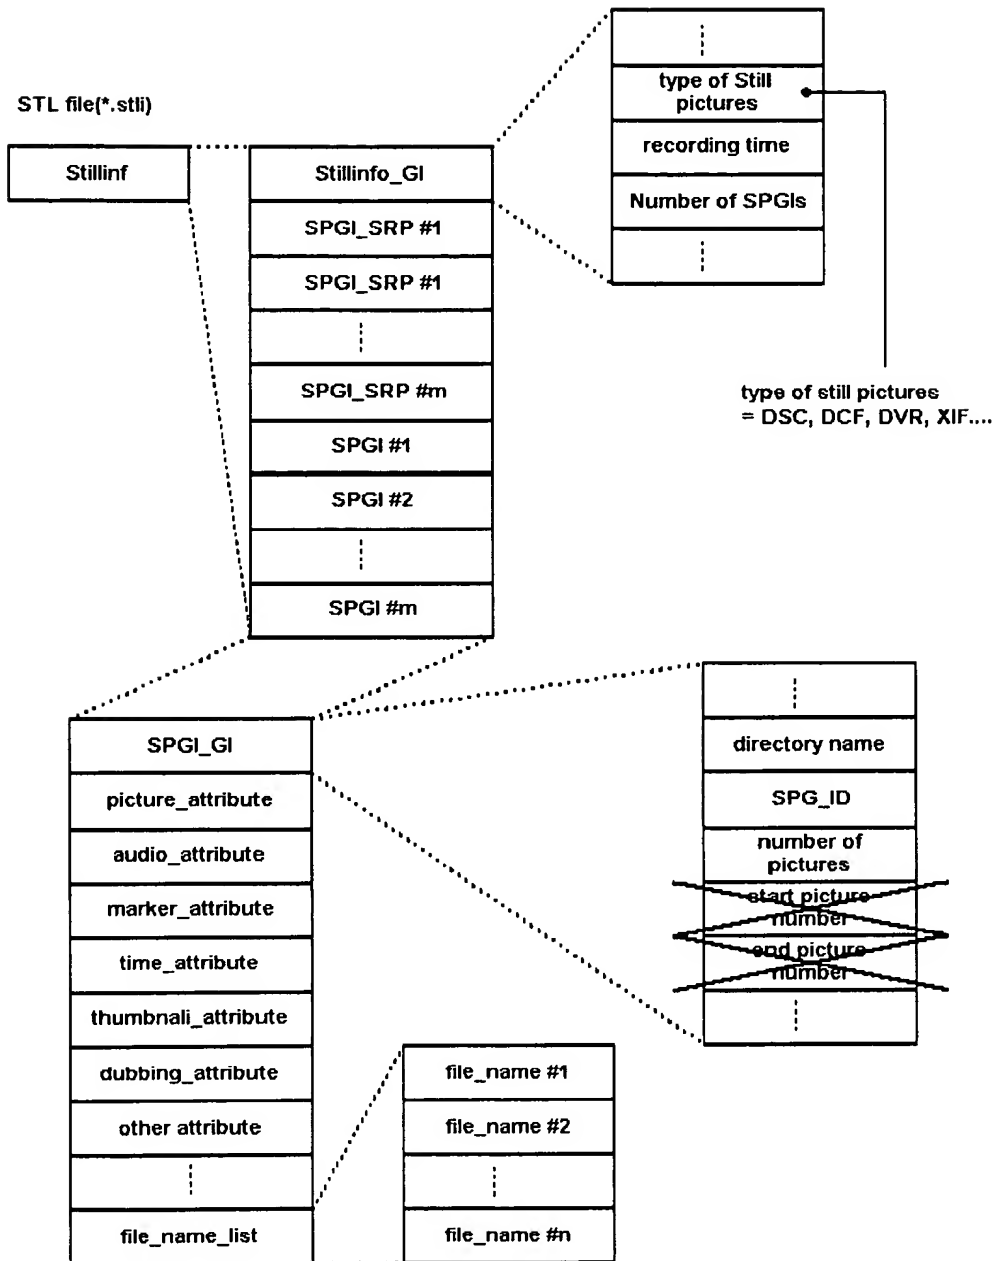 STL file(*.stli)
Stillinf
Stillinfo_GI
SPGI_SRP #1
SPGI_SRP #1
SPGI_SRP #m
SPGI #1
SPGI #2
SPGI #m
type of Still
pictures
recording time
Number of SPGIs
type of still pictures
= DSC, DCF, DVR, XIF....
SPGI_GI
picture_attribute
audio_attribute
marker_attribute
time_attribute
thumbnali_attribute
dubbing_attribute
other attribute
file_name_list
file_name #1
file_name #2
file_name #n
directory name
SPG_ID
number of
pictures
start picture
number
end picture
number